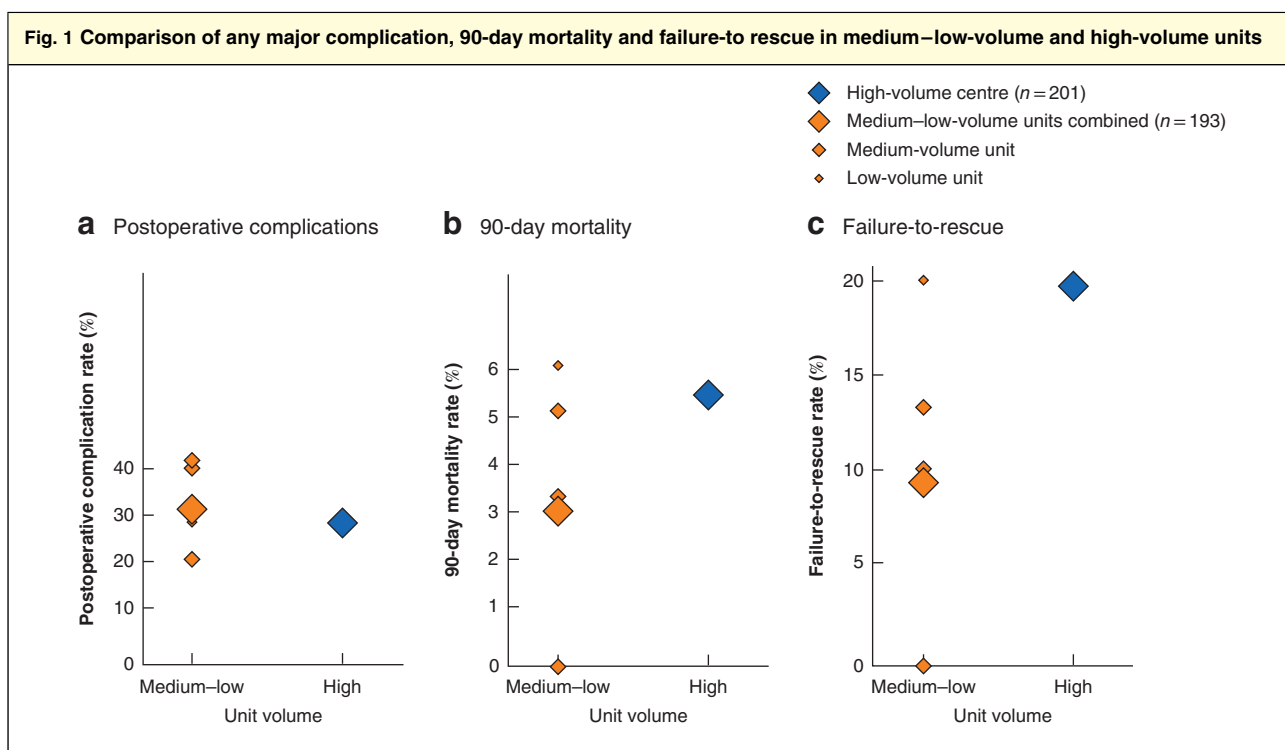 Fig. 1 Comparison of any major complication, 90-day mortality and failure-to rescue in medium–low-volume and high-volume units
High-volume centre (n = 201)
Medium–low-volume units combined (n = 193)
Medium-volume unit
Low-volume unit
a Postoperative complications
Postoperative complication rate (%)
40
30
20
10
0
Medium–low High
Unit volume
b 90-day mortality
90-day mortality rate (%)
6
5
4
3
2
1
0
Medium–low High
Unit volume
c Failure-to-rescue
Failure-to-rescue rate (%)
20
15
10
5
0
Medium–low High
Unit volume